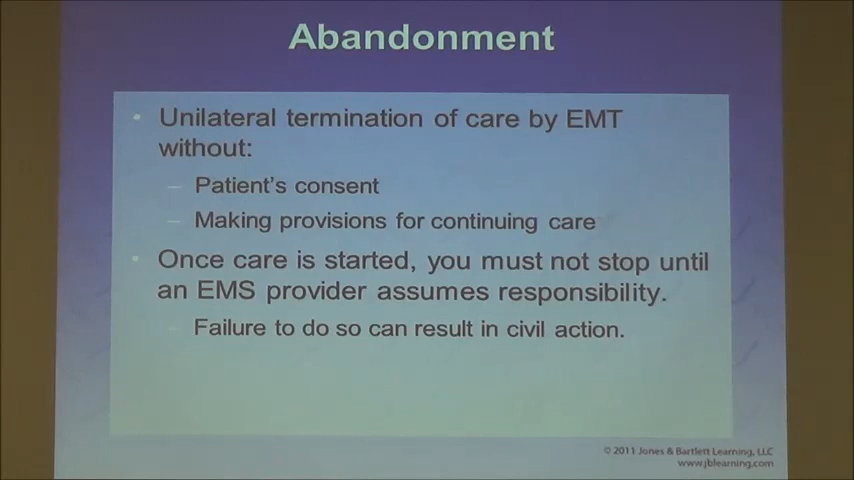 Abandonment
• Unilateral termination of care by EMT
without:
– Patient's consent
– Making provisions for continuing care
• Once care is started, you must not stop until
an EMS provider assumes responsibility.
– Failure to do so can result in civil action.
© 2011 Jones & Bartlett Learning, LLC
www.jblearning.com